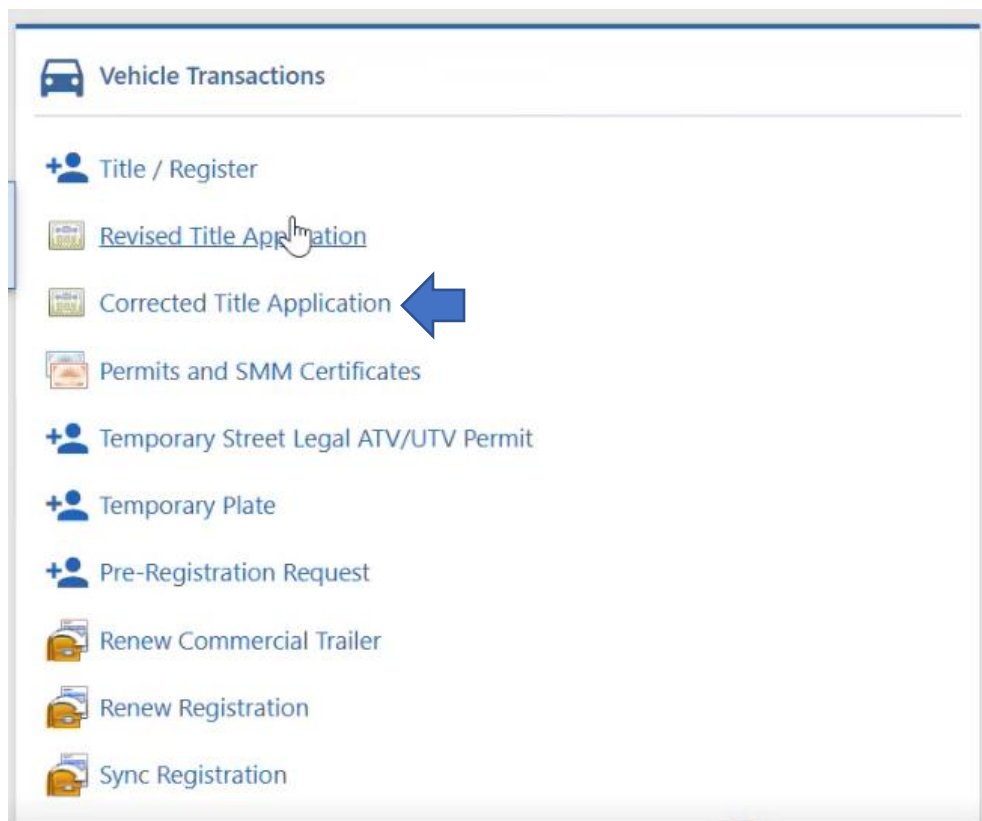 Vehicle Transactions
Title / Register
Revised Title Application
Corrected Title Application
Permits and SMM Certificates
Temporary Street Legal ATV/UTV Permit
Temporary Plate
Pre-Registration Request
Renew Commercial Trailer
Renew Registration
Sync Registration